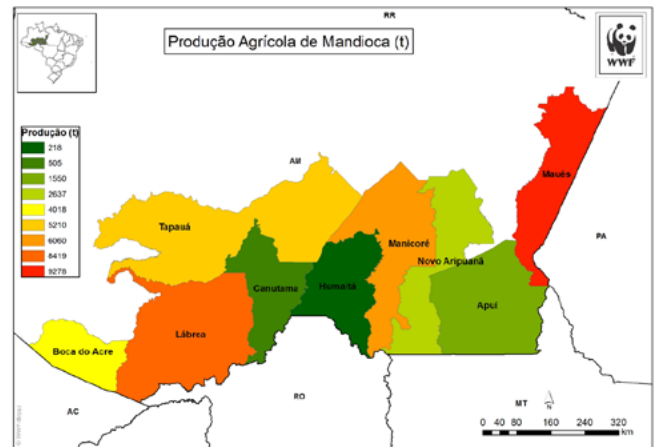 RR
Produção Agrícola de Mandioca (t)
WWF
Produção (t)
218
505
1550
2637
4018
5210
6060
8419
9278
AM
Maués
Tapauá
Manicoré
PA
Novo Aripuanã
Canutama
Humaitá
Apuí
Lábrea
Boca do Acre
AC
RO
MT
N
0 40 80 160 240 320
km
© WWF-Brasil